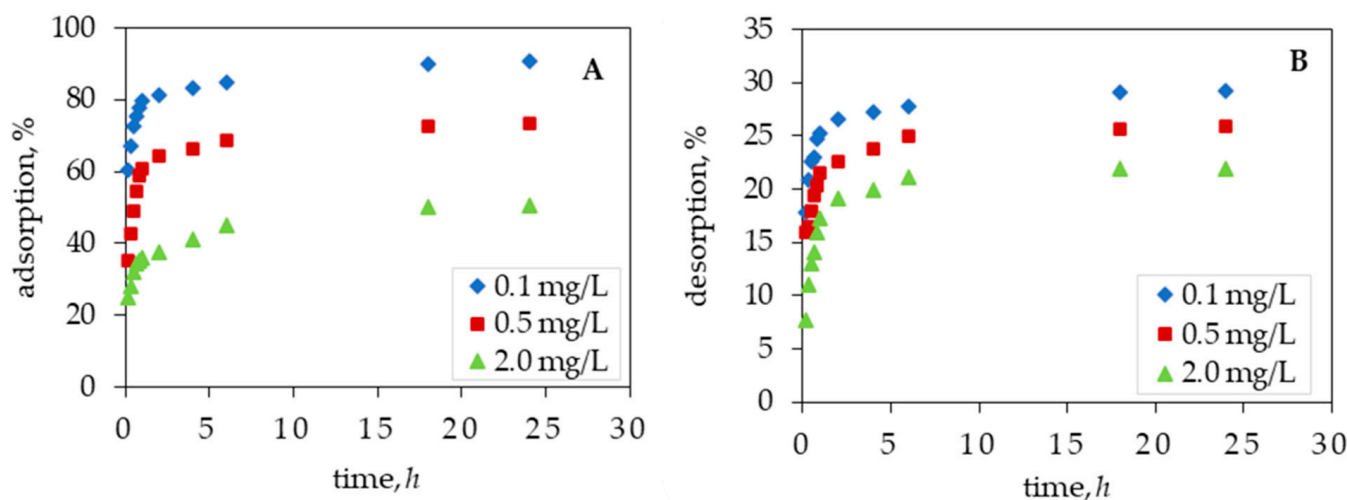 100
80
60
40
20
0
adsorption, %
A
0.1 mg/L
0.5 mg/L
2.0 mg/L
0 5 10 15 20 25 30
time, h
35
30
25
20
15
10
5
0
desorption, %
B
0.1 mg/L
0.5 mg/L
2.0 mg/L
0 5 10 15 20 25 30
time, h